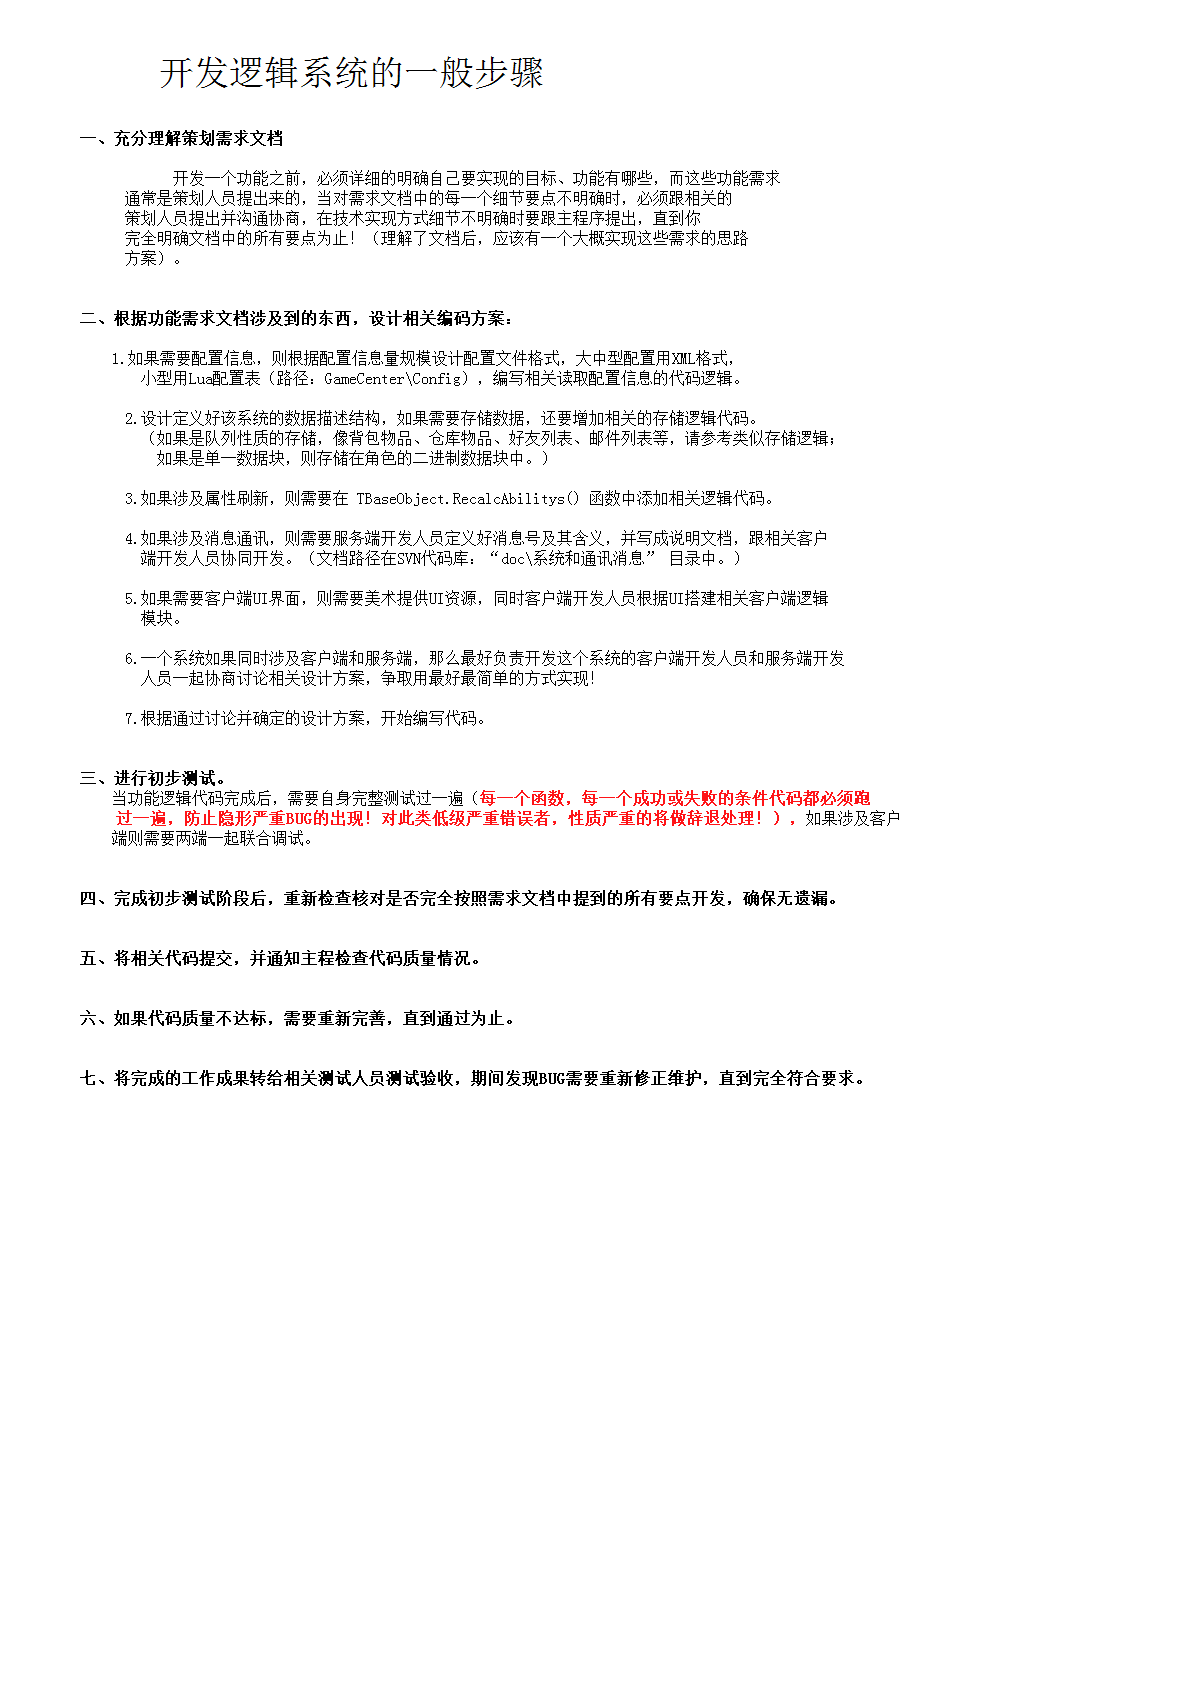 开发逻辑系统的一般步骤
一、充分理解策划需求文档
开发一个功能之前，必须详细的明确自己要实现的目标、功能有哪些，而这些功能需求
通常是策划人员提出来的，当对需求文档中的每一个细节要点不明确时，必须跟相关的
策划人员提出并沟通协商，在技术实现方式细节不明确时要跟主程序提出，直到你
完全明确文档中的所有要点为止！（理解了文档后，应该有一个大概实现这些需求的思路
方案）。
二、根据功能需求文档涉及到的东西，设计相关编码方案：
1.如果需要配置信息，则根据配置信息量规模设计配置文件格式，大中型配置用XML格式，
小型用Lua配置表（路径：GameCenter\Config），编写相关读取配置信息的代码逻辑。
2.设计定义好该系统的数据描述结构，如果需要存储数据，还要增加相关的存储逻辑代码。
（如果是队列性质的存储，像背包物品、仓库物品、好友列表、邮件列表等，请参考类似存储逻辑；
如果是单一数据块，则存储在角色的二进制数据块中。）
3.如果涉及属性刷新，则需要在 TBaseObject.RecalcAbilitys() 函数中添加相关逻辑代码。
4.如果涉及消息通讯，则需要服务端开发人员定义好消息号及其含义，并写成说明文档，跟相关客户
端开发人员协同开发。（文档路径在SVN代码库：“doc\系统和通讯消息” 目录中。）
5.如果需要客户端UI界面，则需要美术提供UI资源，同时客户端开发人员根据UI搭建相关客户端逻辑
模块。
6.一个系统如果同时涉及客户端和服务端，那么最好负责开发这个系统的客户端开发人员和服务端开发
人员一起协商讨论相关设计方案，争取用最好最简单的方式实现！
7.根据通过讨论并确定的设计方案，开始编写代码。
三、进行初步测试。
当功能逻辑代码完成后，需要自身完整测试过一遍（每一个函数，每一个成功或失败的条件代码都必须跑
过一遍，防止隐形严重BUG的出现！对此类低级严重错误者，性质严重的将做辞退处理！），如果涉及客户
端则需要两端一起联合调试。
四、完成初步测试阶段后，重新检查核对是否完全按照需求文档中提到的所有要点开发，确保无遗漏。
五、将相关代码提交，并通知主程检查代码质量情况。
六、如果代码质量不达标，需要重新完善，直到通过为止。
七、将完成的工作成果转给相关测试人员测试验收，期间发现BUG需要重新修正维护，直到完全符合要求。